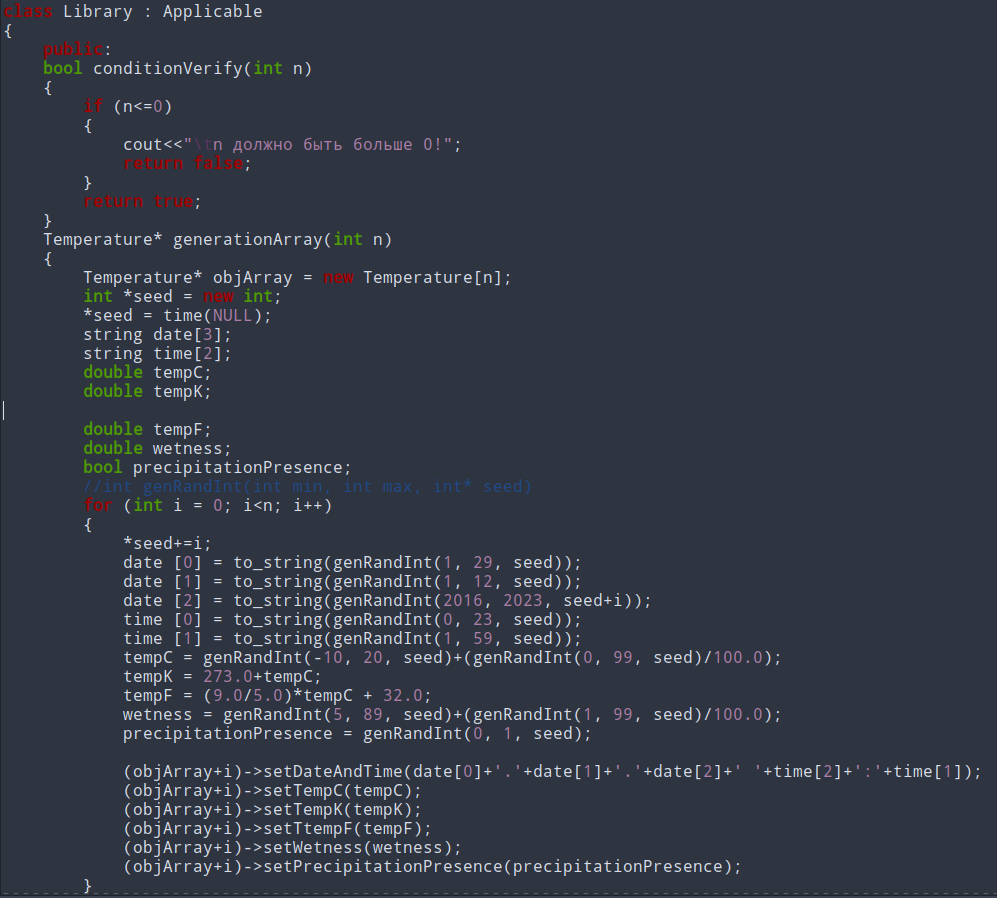 class Library : Applicable
{
    public:
    bool conditionVerify(int n)
    {
        if (n<=0)
        {
            cout<<"\tn должно быть больше 0!";
            return false;
        }
        return true;
    }
    Temperature* generationArray(int n)
    {
        Temperature* objArray = new Temperature[n];
        int *seed = new int;
        *seed = time(NULL);
        string date[3];
        string time[2];
        double tempC;
        double tempK;

        double tempF;
        double wetness;
        bool precipitationPresence;
        //int genRandInt(int min, int max, int* seed)
        for (int i = 0; i<n; i++)
        {
            *seed+=i;
            date [0] = to_string(genRandInt(1, 29, seed));
            date [1] = to_string(genRandInt(1, 12, seed));
            date [2] = to_string(genRandInt(2016, 2023, seed+i));
            time [0] = to_string(genRandInt(0, 23, seed));
            time [1] = to_string(genRandInt(1, 59, seed));
            tempC = genRandInt(-10, 20, seed)+(genRandInt(0, 99, seed)/100.0);
            tempK = 273.0+tempC;
            tempF = (9.0/5.0)*tempC + 32.0;
            wetness = genRandInt(5, 89, seed)+(genRandInt(1, 99, seed)/100.0);
            precipitationPresence = genRandInt(0, 1, seed);

            (objArray+i)->setDateAndTime(date[0]+'.'+date[1]+'.'+date[2]+' '+time[2]+':'+time[1]);
            (objArray+i)->setTempC(tempC);
            (objArray+i)->setTempK(tempK);
            (objArray+i)->setTtempF(tempF);
            (objArray+i)->setWetness(wetness);
            (objArray+i)->setPrecipitationPresence(precipitationPresence);
        }